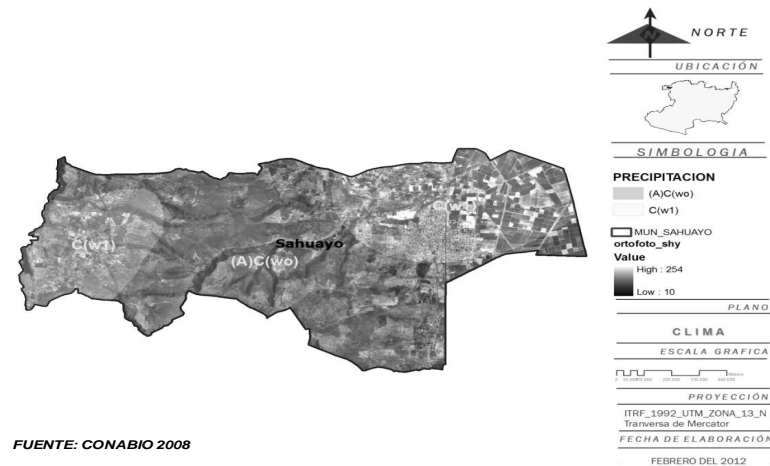 NORTE
UBICACIÓN
SIMBOLOGIA
PRECIPITACION
(A)C(wo)
C(w1)
MUN_SAHUAYO
ortofoto_shy
Value
High : 254
Low : 10
PLANO
CLIMA
ESCALA GRAFICA
PROYECCIÓN
ITRF_1992_UTM_ZONA_13_N
Tranversa de Mercator
FECHA DE ELABORACIÓN
FEBRERO DEL 2012
C(w1)
Sahuayo
(A)C(wo)
FUENTE: CONABIO 2008